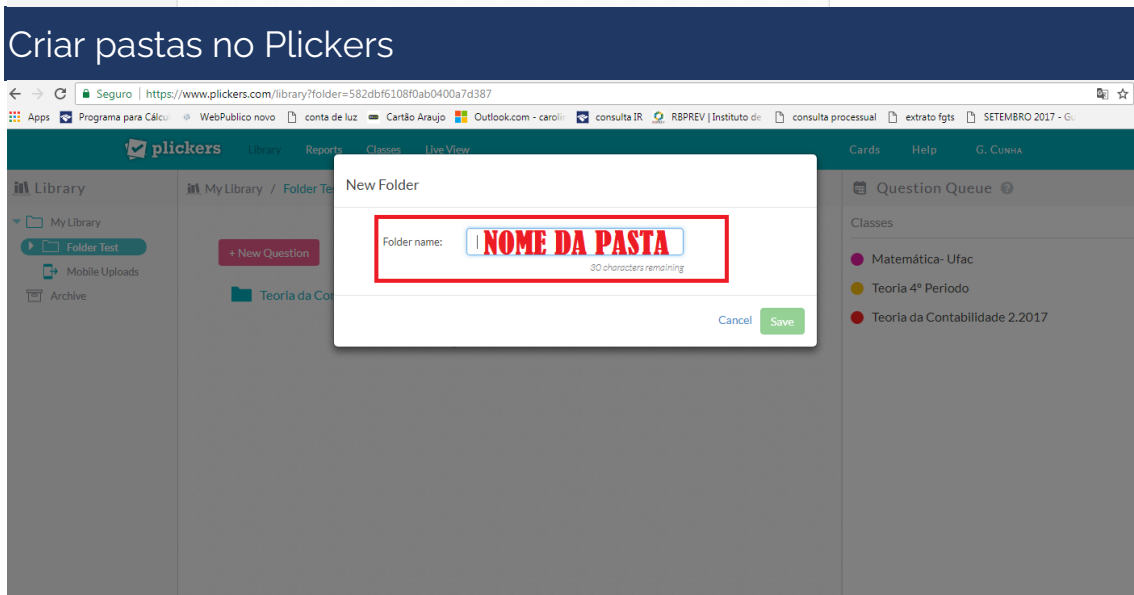 Criar pastas no Plickers
Seguro | https://www.plickers.com/library?folder=582dbf6108f0ab0400a7d387
Apps Programa para Cálcu WebPublico novo conta de luz Cartão Araujo Outlook.com - carolin consulta IR RBPREV | Instituto de consulta processual extrato fgts SETEMBRO 2017 - Gu
plickers Library Reports Classes Live View Cards Help G. Cunha
Library
My Library / Folder Te
New Folder
Question Queue
My Library
Folder Test
Mobile Uploads
Archive
+ New Question
Teoria da Con
Folder name: NOME DA PASTA
30 characters remaining
Cancel Save
Classes
Matemática- Ufac
Teoria 4º Periodo
Teoria da Contabilidade 2.2017